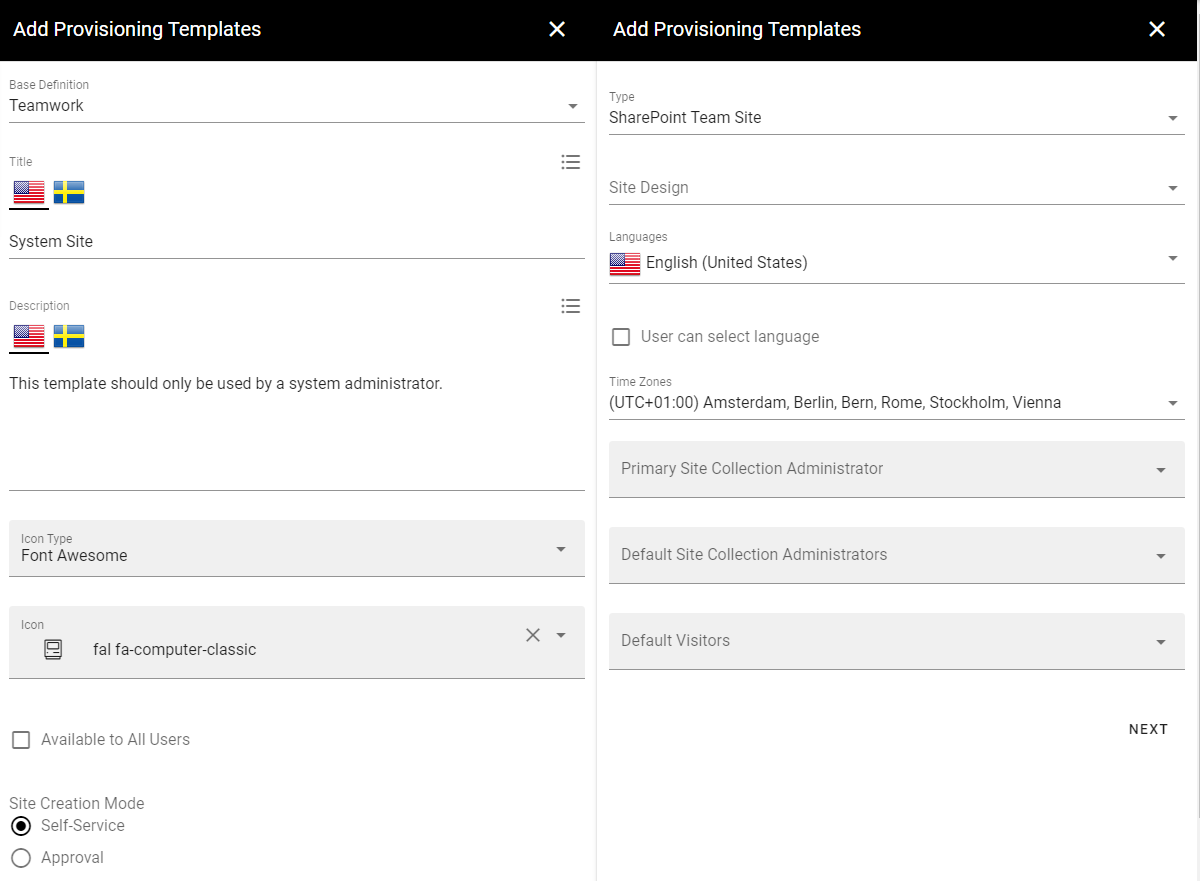 Add Provisioning Templates
Base Definition
Teamwork
Title
System Site
Description
This template should only be used by a system administrator.
Icon Type
Font Awesome
Icon
fal fa-computer-classic
Available to All Users
Site Creation Mode
Self-Service
Approval
Add Provisioning Templates
Type
SharePoint Team Site
Site Design
Languages
English (United States)
User can select language
Time Zones
(UTC+01:00) Amsterdam, Berlin, Bern, Rome, Stockholm, Vienna
Primary Site Collection Administrator
Default Site Collection Administrators
Default Visitors
NEXT